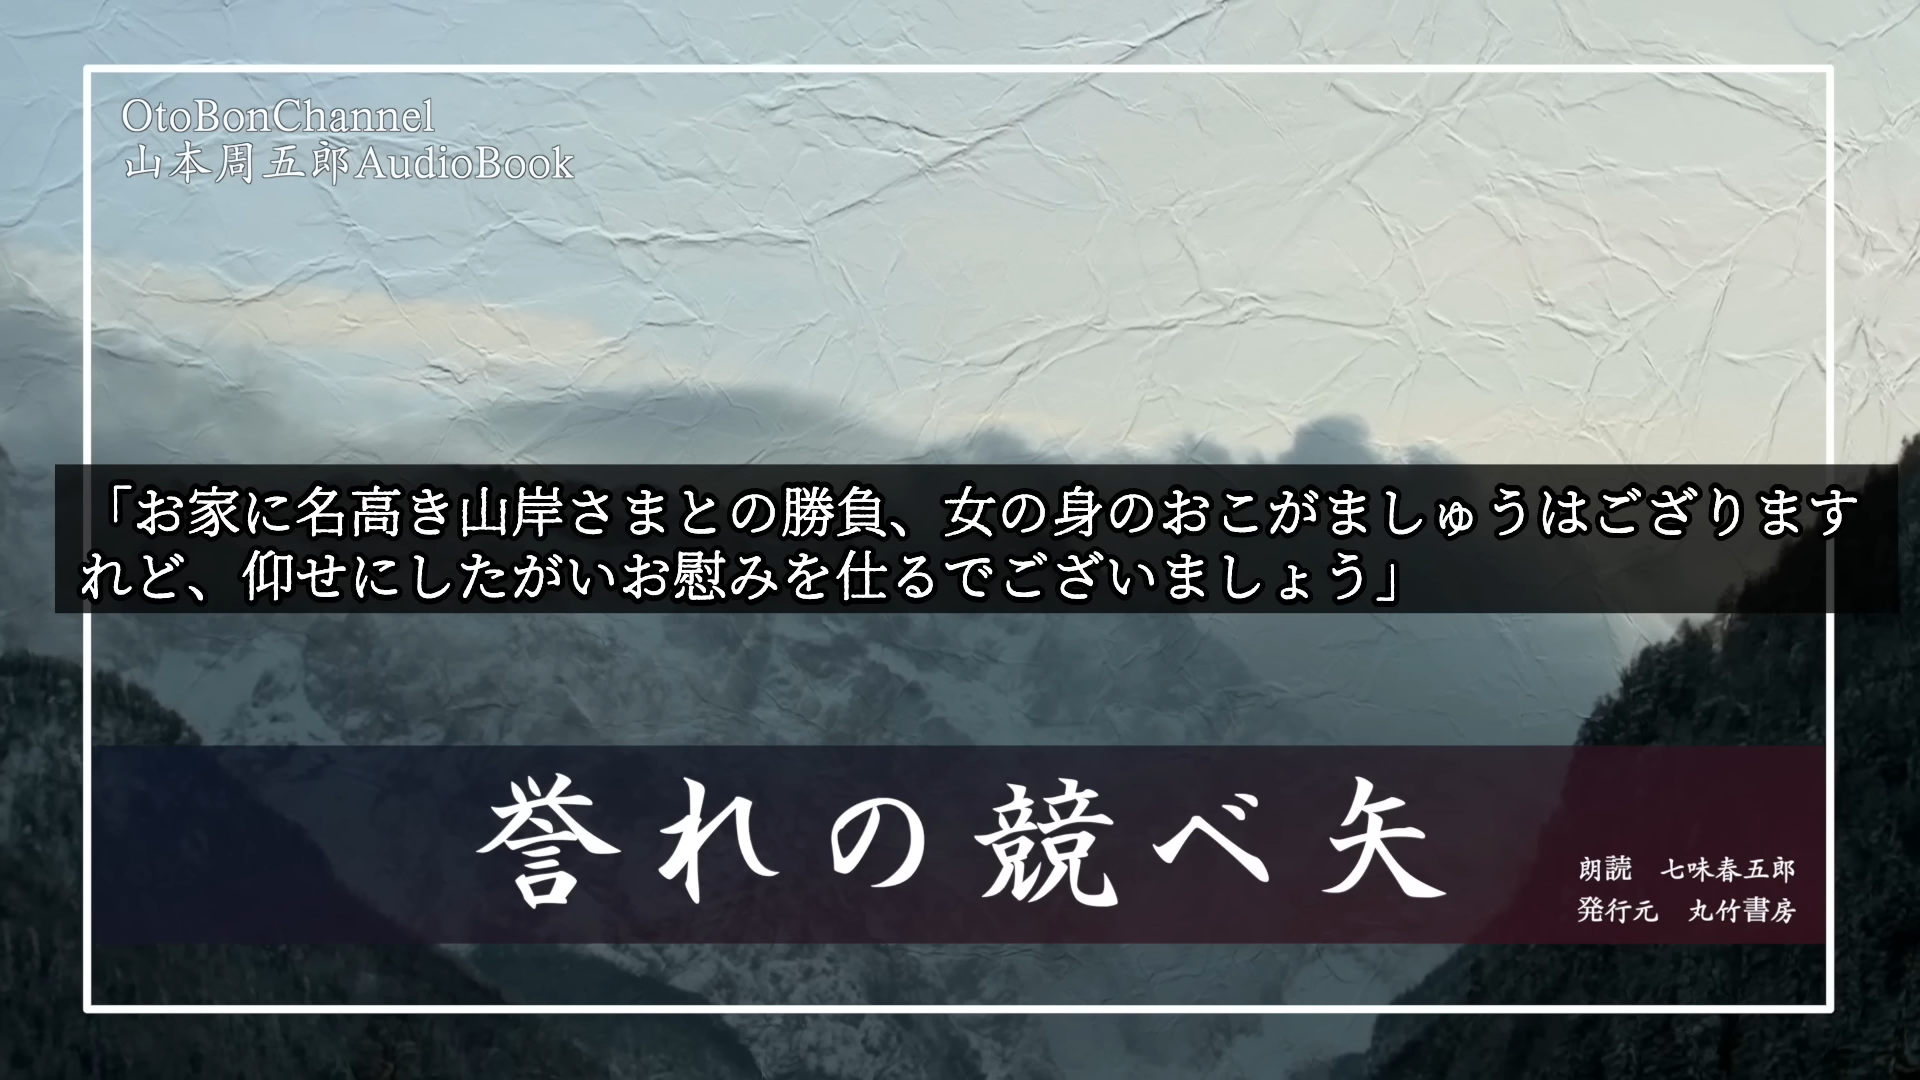 OtoBonChannel
山本周五郎AudioBook
「お家に名高き山岸さまとの勝負、女の身のおこがましゅうはござります
れど、仰せにしたがいお慰みを仕るでございましょう」
誉れの競べ矢
朗読　七味春五郎
発行元　丸竹書房